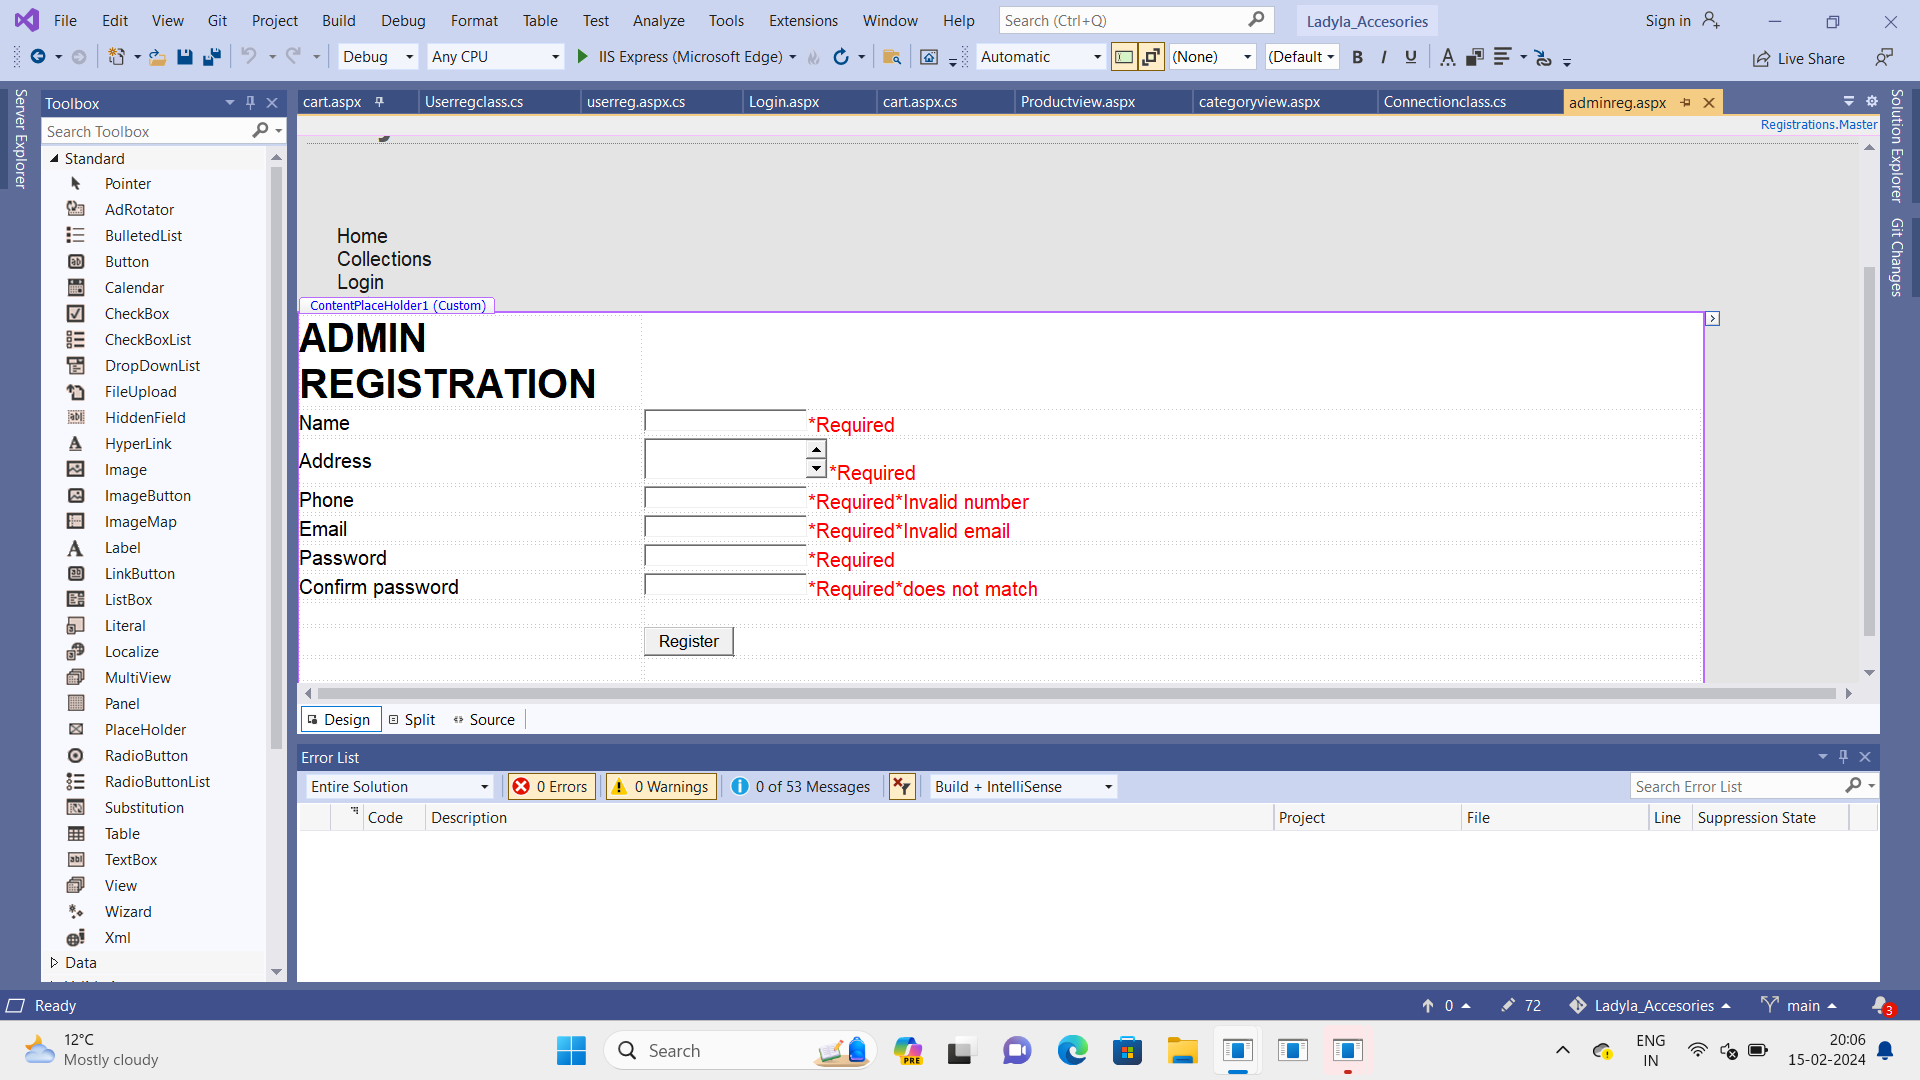 File Edit View Git Project Build Debug Format Table Test Analyze Tools Extensions Window Help Search (Ctrl+Q) Ladyla_Accesories Sign in
Debug Any CPU IIS Express (Microsoft Edge) Automatic (None) (Default B I U A Live Share
Server Explorer
Toolbox
Search Toolbox
Standard
Pointer
AdRotator
BulletedList
Button
Calendar
CheckBox
CheckBoxList
DropDownList
FileUpload
HiddenField
HyperLink
Image
ImageButton
ImageMap
Label
LinkButton
ListBox
Literal
Localize
MultiView
Panel
PlaceHolder
RadioButton
RadioButtonList
Substitution
Table
TextBox
View
Wizard
Xml
Data
cart.aspx Userregclass.cs userreg.aspx.cs Login.aspx cart.aspx.cs Productview.aspx categoryview.aspx Connectionclass.cs adminreg.aspx
Registrations.Master
Home
Collections
Login
ContentPlaceHolder1 (Custom)
ADMIN
REGISTRATION
Name *Required
Address *Required
Phone *Required*Invalid number
Email *Required*Invalid email
Password *Required
Confirm password *Required*does not match
Register
Design Split Source
Solution Explorer
Git Changes
Error List
Entire Solution 0 Errors 0 Warnings 0 of 53 Messages Build + IntelliSense Search Error List
Code Description Project File Line Suppression State
Ready 0 72 Ladyla_Accesories main 3
12°C
Mostly cloudy
Search
PRE
ENG
IN
20:06
15-02-2024